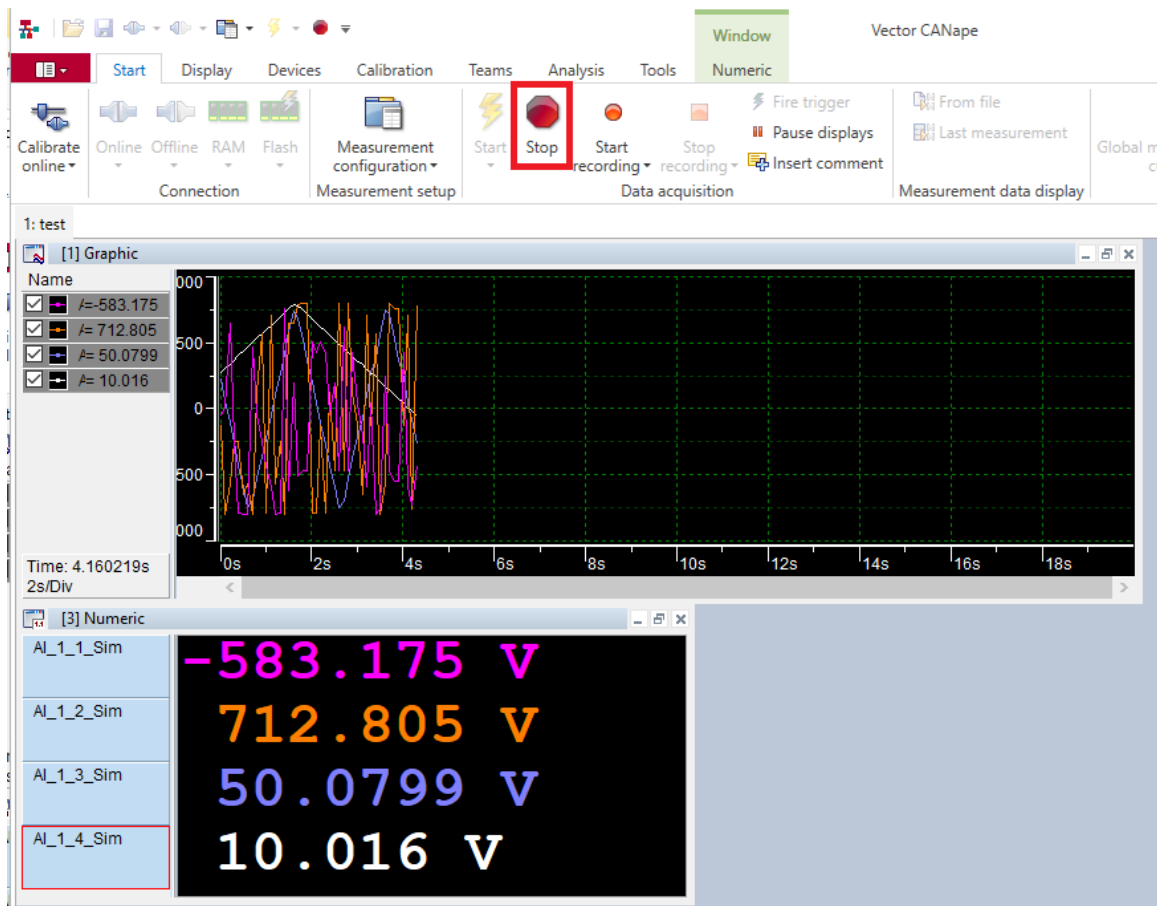 Window
Vector CANape
Start Display Devices Calibration Teams Analysis Tools Numeric
Calibrate online
Online
Offline
RAM
Flash
Connection
Measurement configuration
Measurement setup
Start
Stop
Start recording
Stop recording
Fire trigger
Pause displays
Insert comment
Data acquisition
From file
Last measurement
Measurement data display
Global
1: test
[1] Graphic
Name
=-583.175
= 712.805
= 50.0799
= 10.016
Time: 4.160219s
2s/Div
000
500
0
500
000
0s 2s 4s 6s 8s 10s 12s 14s 16s 18s
[3] Numeric
AI_1_1_Sim -583.175 V
AI_1_2_Sim 712.805 V
AI_1_3_Sim 50.0799 V
AI_1_4_Sim 10.016 V